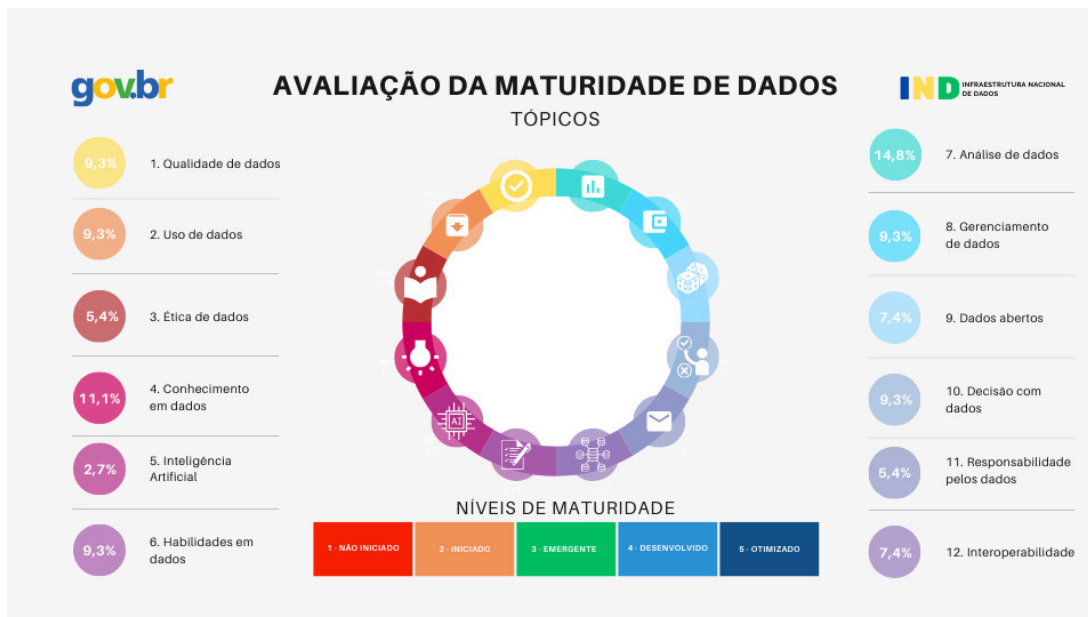 gov.br
AVALIAÇÃO DA MATURIDADE DE DADOS
TÓPICOS
IND
INFRAESTRUTURA NACIONAL
DE DADOS
9,3%
1. Qualidade de dados
9,3%
2. Uso de dados
5,4%
3. Ética de dados
11,1%
4. Conhecimento
em dados
2,7%
5. Inteligência
Artificial
9,3%
6. Habilidades em
dados
AI
14,8%
7. Análise de dados
9,3%
8. Gerenciamento
de dados
7,4%
9. Dados abertos
9,3%
10. Decisão com
dados
5,4%
11. Responsabilidade
pelos dados
7,4%
12. Interoperabilidade
NÍVEIS DE MATURIDADE
1 - NÃO INICIADO
2 - INICIADO
3 - EMERGENTE
4 - DESENVOLVIDO
5 - OTIMIZADO